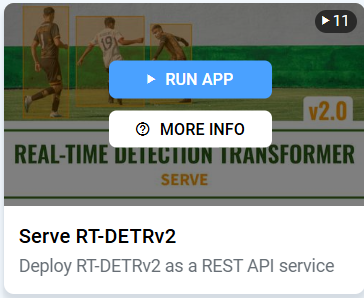 11
RUN APP
MORE INFO
v2.0
REAL-TIME DETECTION TRANSFORMER
SERVE
Serve RT-DETRv2
Deploy RT-DETRv2 as a REST API service